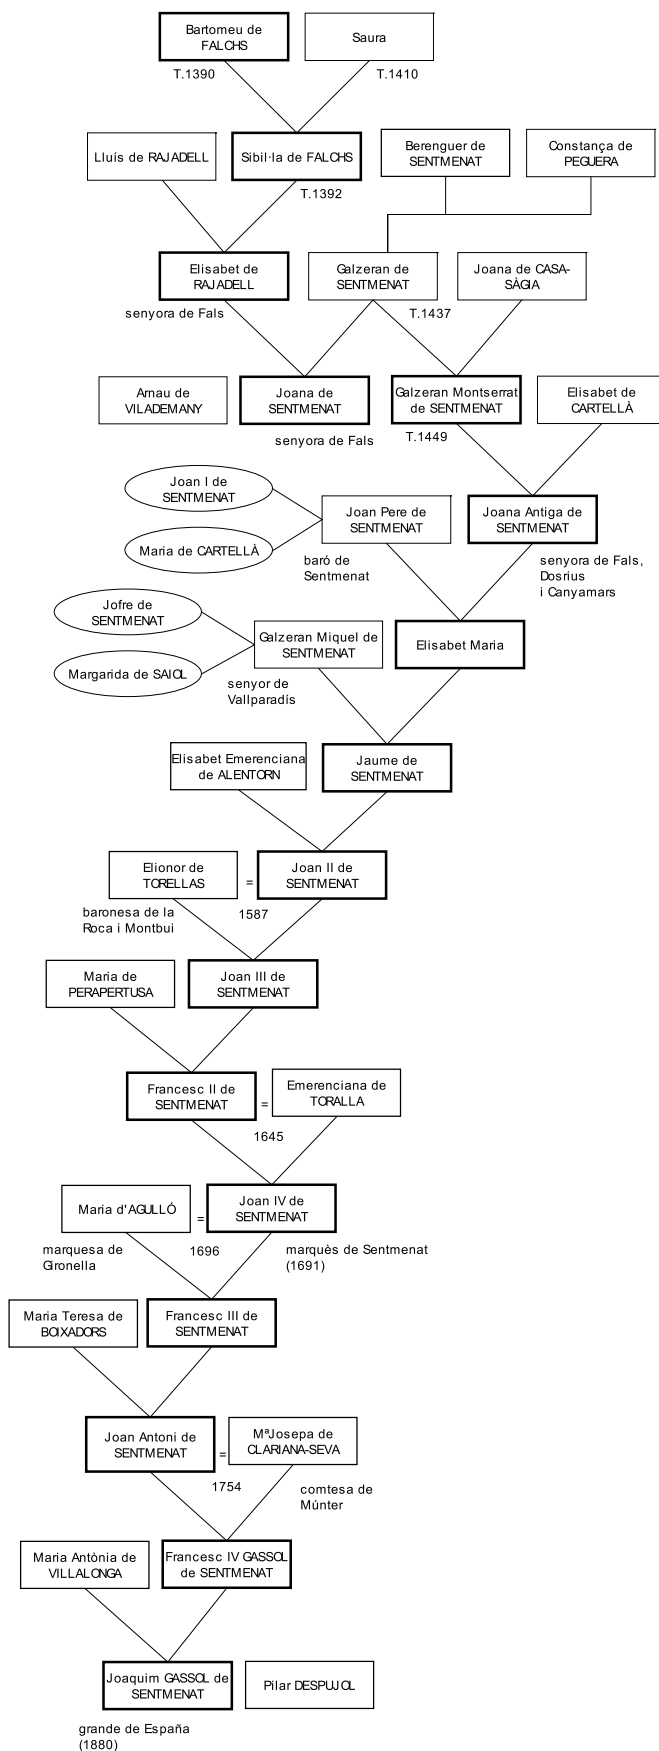 Bartomeu de
FALCHS
Saura
T.1390
T.1410
Lluís de RAJADELL
Sibil·la de FALCHS
Berenguer de
SENTMENAT
Constança de
PEGUERA
T.1392
Elisabet de
RAJADELL
Galzeran de
SENTMENAT
Joana de CASA-
SÀGIA
senyora de Fals
T.1437
Arnau de
VILADEMANY
Joana de
SENTMENAT
Galzeran Montserrat
de SENTMENAT
Elisabet de
CARTELLÀ
senyora de Fals
T.1449
Joan I de
SENTMENAT
Maria de CARTELLÀ
Joan Pere de
SENTMENAT
Joana Antiga de
SENTMENAT
baró de
Sentmenat
senyora de Fals,
Dosrius
i Canyamars
Jofre de
SENTMENAT
Margarida de SAIOL
Galzeran Miquel de
SENTMENAT
Elisabet Maria
senyor de
Vallparadís
Elisabet Emerenciana
de ALENTORN
Jaume de
SENTMENAT
Elionor de
TORELLAS
=
Joan II de
SENTMENAT
baronesa de la
Roca i Montbui
1587
Maria de
PERAPERTUSA
Joan III de
SENTMENAT
Francesc II de
SENTMENAT
=
Emerenciana de
TORALLA
1645
Maria d'AGULLÓ
=
Joan IV de
SENTMENAT
marquesa de
Gironella
1696
marquès de Sentmenat
(1691)
Maria Teresa de
BOIXADORS
Francesc III de
SENTMENAT
Joan Antoni de
SENTMENAT
=
MªJosepa de
CLARIANA-SEVA
1754
comtesa de
Múnter
Maria Antònia de
VILLALONGA
Francesc IV GASSOL
de SENTMENAT
Joaquim GASSOL de
SENTMENAT
Pilar DESPUJOL
grande de España
(1880)